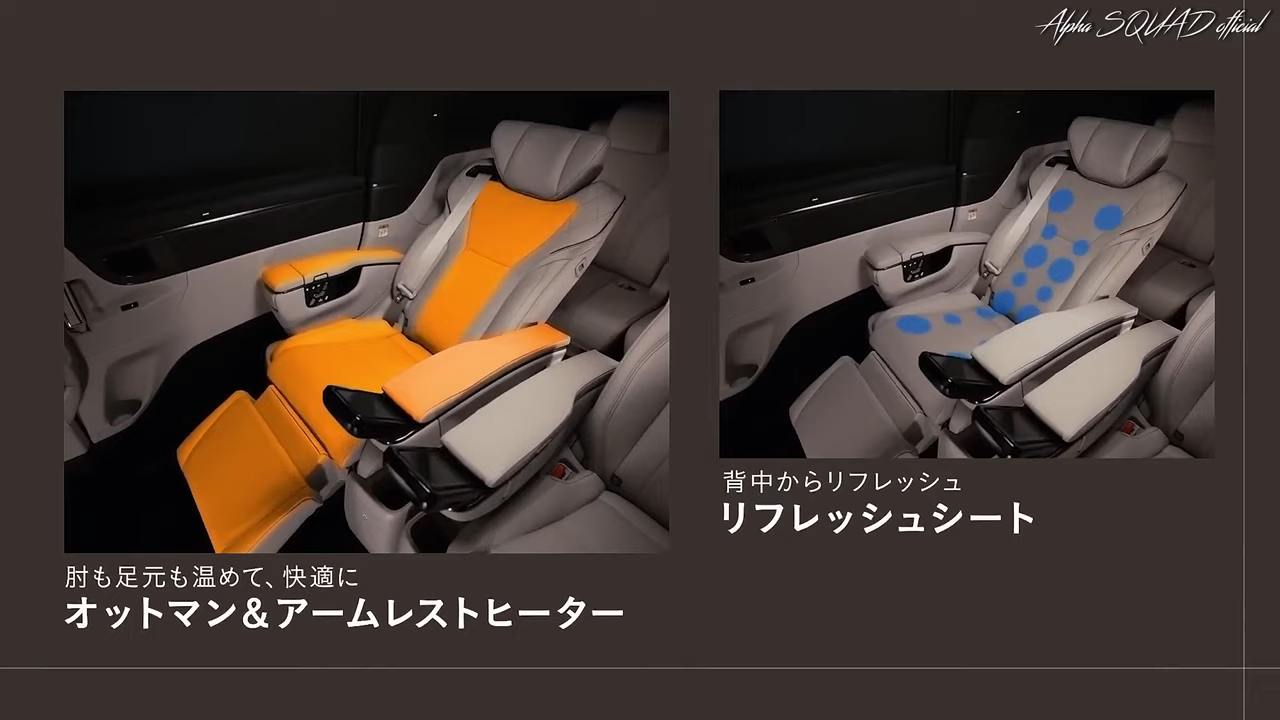 Alpha SQUAD official
肘も足元も温めて、快適に
オットマン＆アームレストヒーター
背中からリフレッシュ
リフレッシュシート